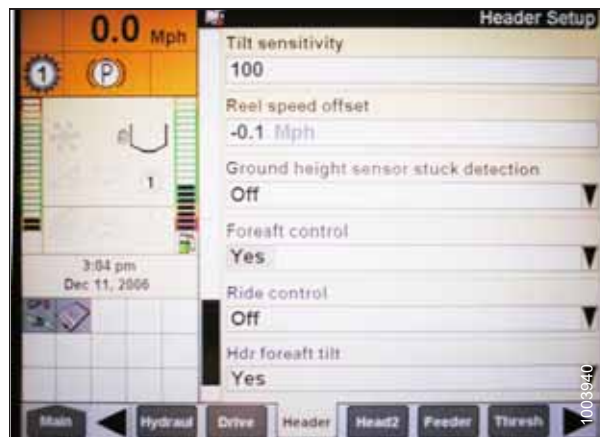 0.0 Mph
Header Setup
Tilt sensitivity
100
1
P
Reel speed offset
-0.1 Mph
Ground height sensor stuck detection
Off
1
Foreaft control
Yes
3:04 pm
Dec 11, 2006
Ride control
Off
GPS
Hdr foreaft tilt
Yes
1003940
Main
Hydraul
Drive
Header
Head2
Feeder
Thresh